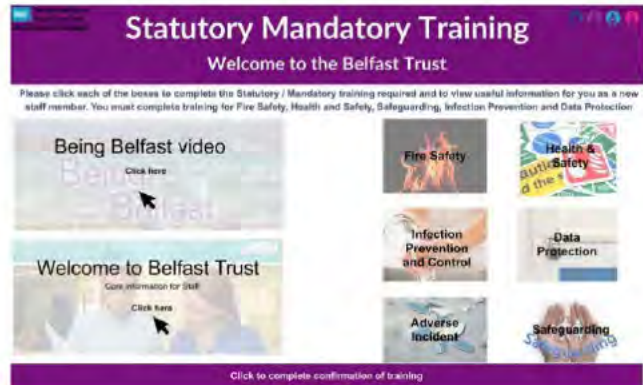 Statutory Mandatory Training
Welcome to the Belfast Trust
Please click each of the boxes to complete the Statutory / Mandatory training required and to view useful information for you as a new
staff member. You must complete training for Fire Safety, Health and Safety, Safeguarding, Infection Prevention and Data Protection
Being Belfast video
Click here
Being
Belfast
Welcome to Belfast Trust
Core information for Staff
Click here
Fire Safety
Health &
Safety
Infection
Prevention
and Control
Data
Protection
Adverse
Incident
Safeguarding
Safeguarding
Click to complete confirmation of training